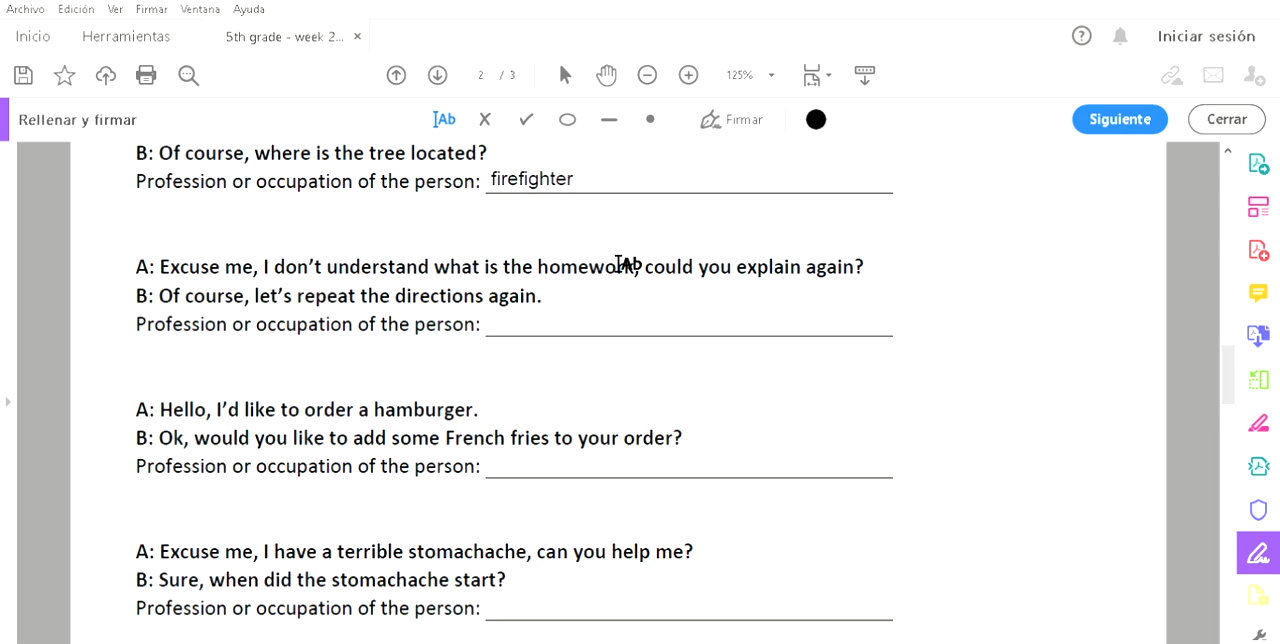 Archivo Edición Ver Firmar Ventana Ayuda
Inicio Herramientas 5th grade - week 2... × Iniciar sesión
2 / 3 125%
Rellenar y firmar IAb Firmar Siguiente Cerrar
B: Of course, where is the tree located?
Profession or occupation of the person: firefighter
A: Excuse me, I don’t understand what is the homework, could you explain again?
B: Of course, let’s repeat the directions again.
Profession or occupation of the person:
A: Hello, I’d like to order a hamburger.
B: Ok, would you like to add some French fries to your order?
Profession or occupation of the person:
A: Excuse me, I have a terrible stomachache, can you help me?
B: Sure, when did the stomachache start?
Profession or occupation of the person: